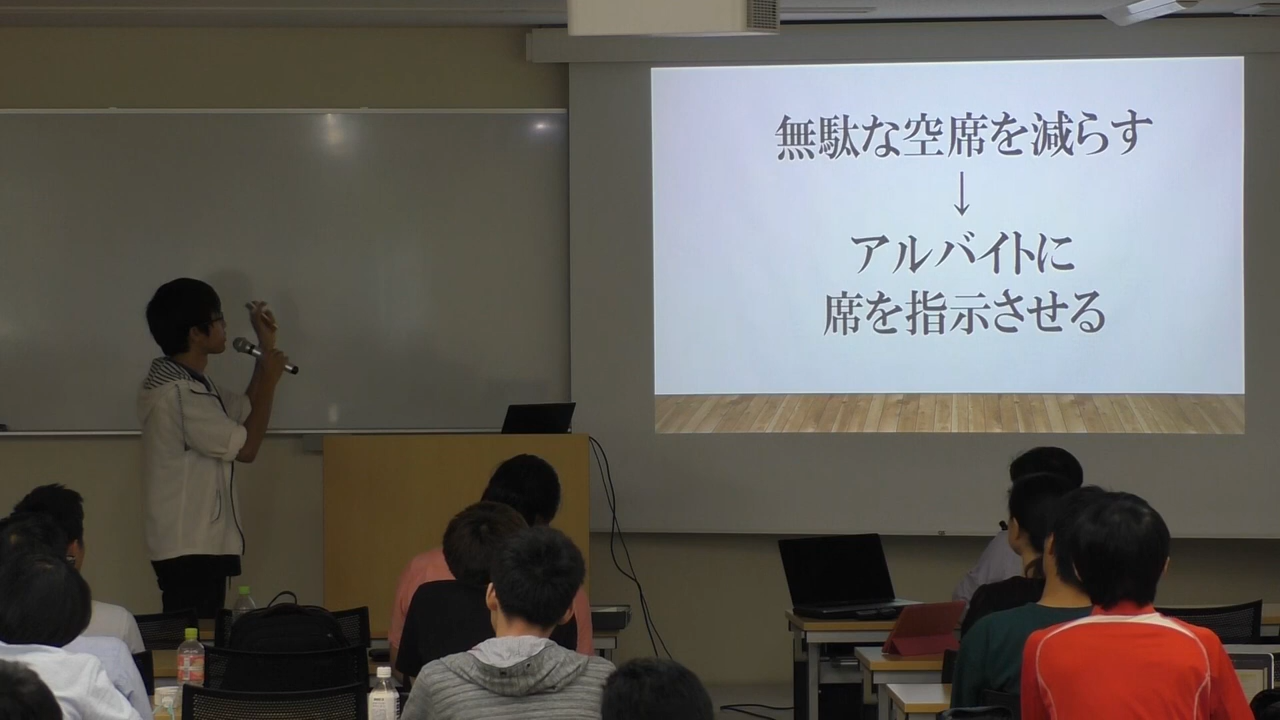 無駄な空席を減らす
↓
アルバイトに
席を指示させる